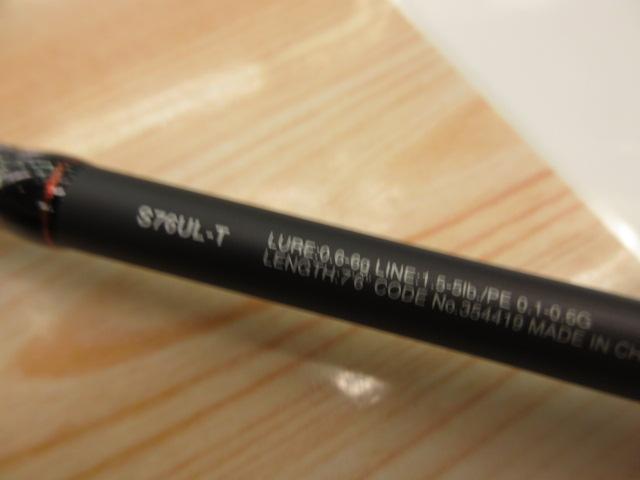 S76UL-T
LURE:0.6-6g LINE:1.5-5lb./PE 0.1-0.6G
LENGTH:7'6" CODE No.354419 MADE IN CH